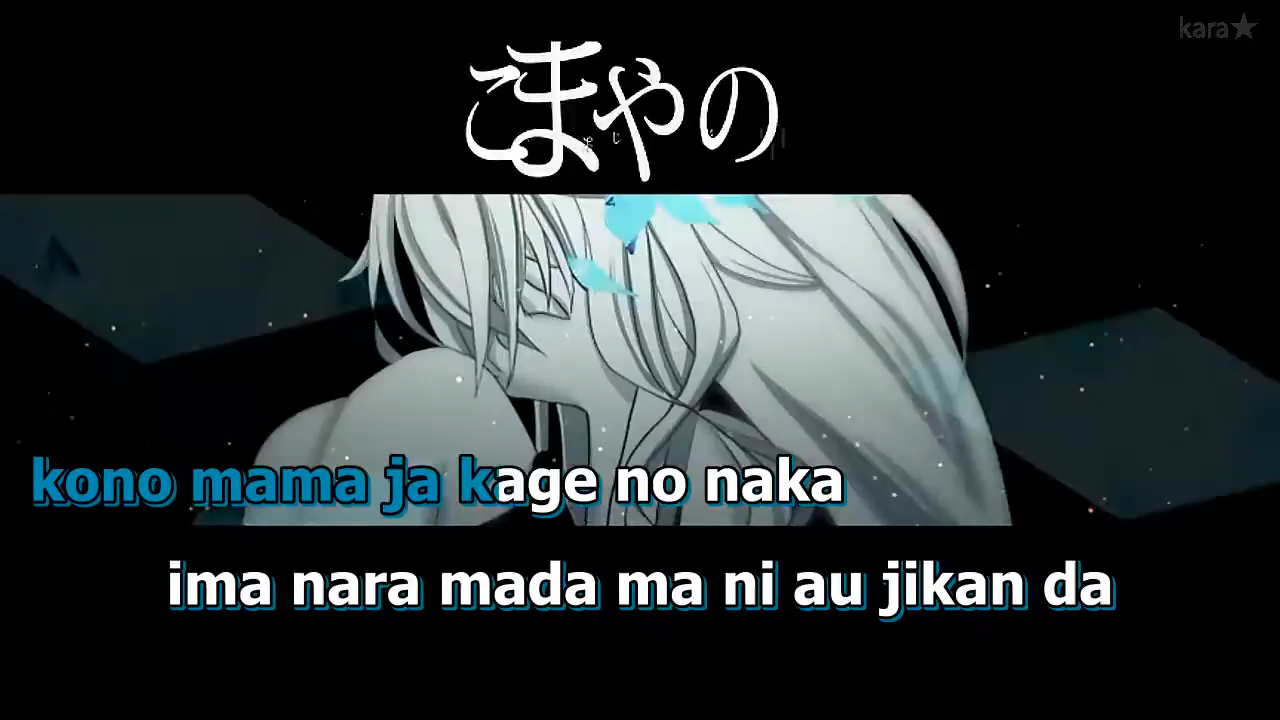 kara★
こまやの
kono mama ja kage no naka
ima nara mada ma ni au jikan da